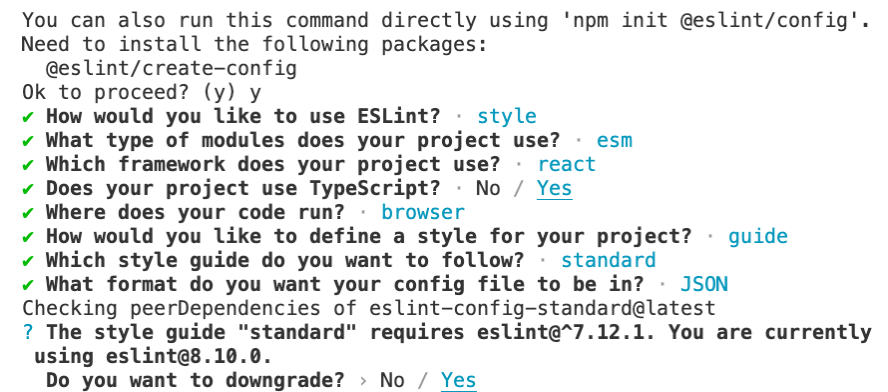 You can also run this command directly using 'npm init @eslint/config'.
Need to install the following packages:
  @eslint/create-config
Ok to proceed? (y) y
✔ How would you like to use ESLint? · style
✔ What type of modules does your project use? · esm
✔ Which framework does your project use? · react
✔ Does your project use TypeScript? · No / Yes
✔ Where does your code run? · browser
✔ How would you like to define a style for your project? · guide
✔ Which style guide do you want to follow? · standard
✔ What format do you want your config file to be in? · JSON
Checking peerDependencies of eslint-config-standard@latest
? The style guide "standard" requires eslint@^7.12.1. You are currently
 using eslint@8.10.0.
  Do you want to downgrade? › No / Yes